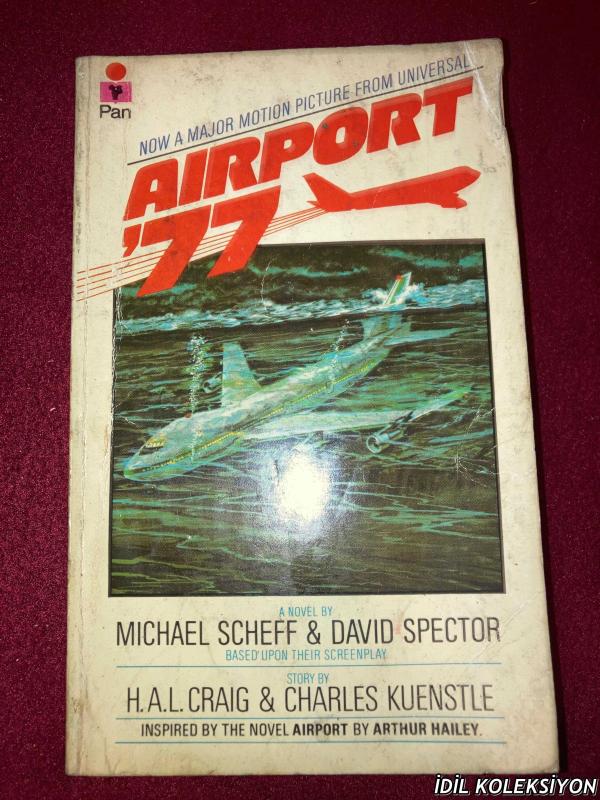 Pan
NOW A MAJOR MOTION PICTURE FROM UNIVERSAL
AIRPORT
'77
A NOVEL BY
MICHAEL SCHEFF & DAVID SPECTOR
BASED UPON THEIR SCREENPLAY
STORY BY
H.A.L. CRAIG & CHARLES KUENSTLE
INSPIRED BY THE NOVEL AIRPORT BY ARTHUR HAILEY.
İDİL KOLEKSİYON